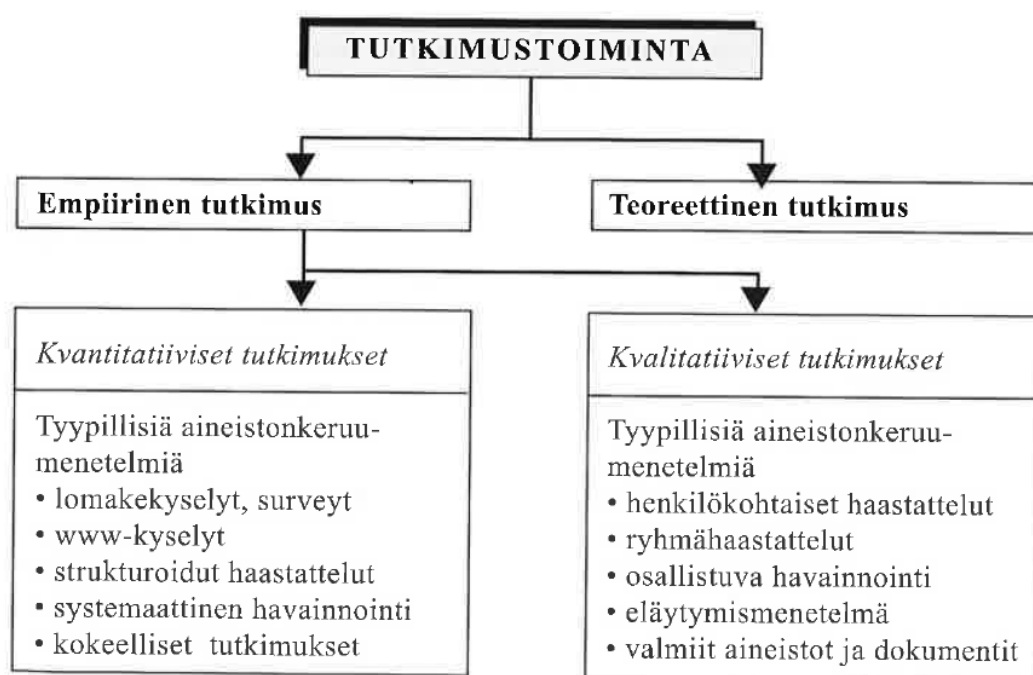 TUTKIMUSTOIMINTA
Empiirinen tutkimus
Teoreettinen tutkimus
Kvantitatiiviset tutkimukset
Tyypillisiä aineistonkeruu-
menetelmiä
• lomakekyselyt, surveyt
• www-kyselyt
• strukturoidut haastattelut
• systemaattinen havainnointi
• kokeelliset tutkimukset
Kvalitatiiviset tutkimukset
Tyypillisiä aineistonkeruu-
menetelmiä
• henkilökohtaiset haastattelut
• ryhmähaastattelut
• osallistuva havainnointi
• eläytymismenetelmä
• valmiit aineistot ja dokumentit